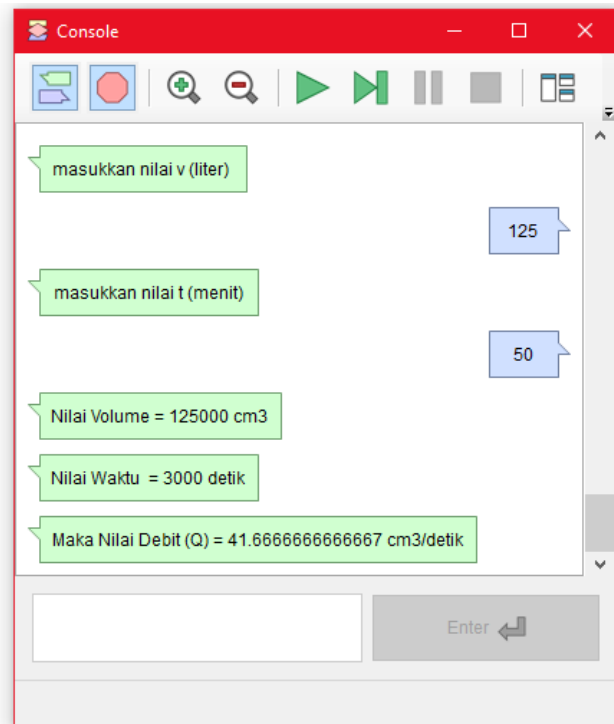 Console
masukkan nilai v (liter)
125
masukkan nilai t (menit)
50
Nilai Volume = 125000 cm3
Nilai Waktu  = 3000 detik
Maka Nilai Debit (Q) = 41.6666666666667 cm3/detik
Enter